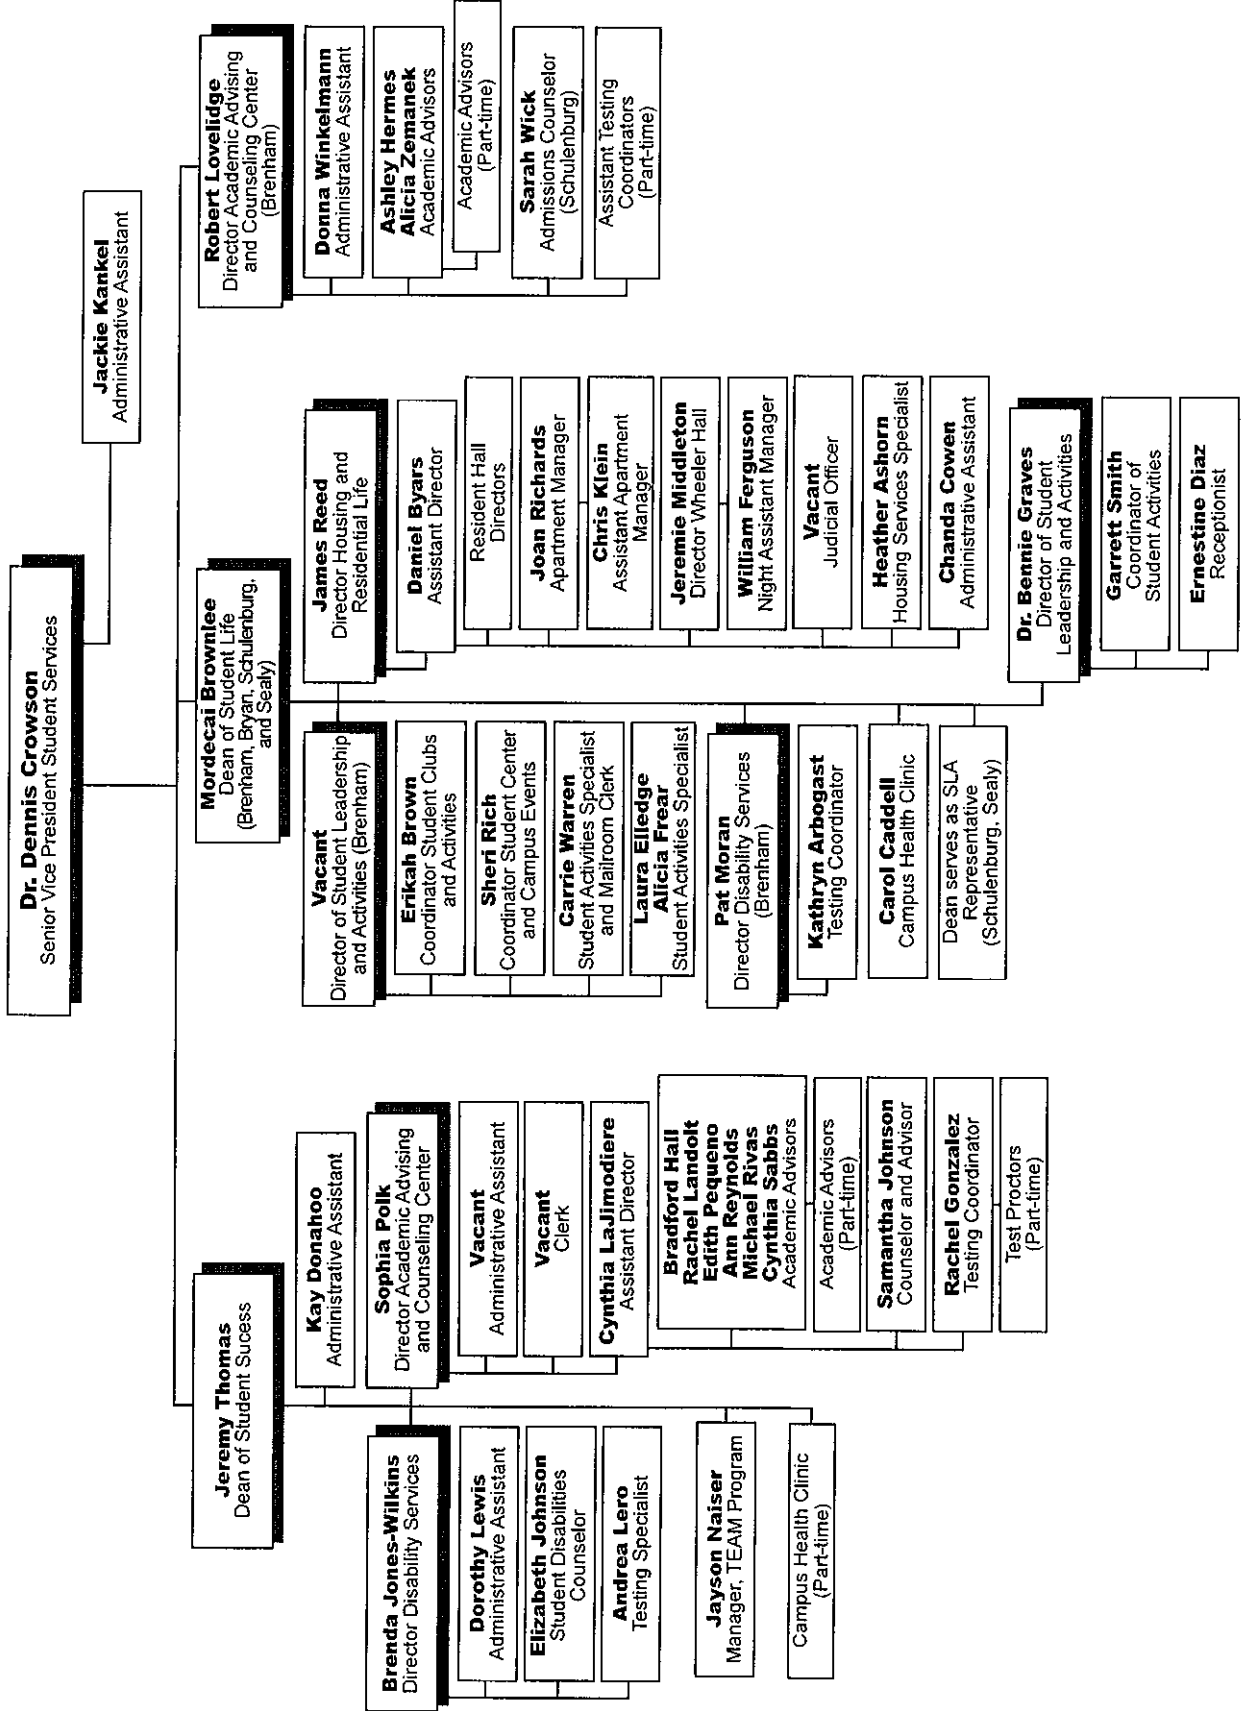 Dr. Dennis Crowson
Senior Vice President Student Services
Jackie Kankel
Administrative Assistant
Jeremy Thomas
Dean of Student Sucess
Kay Donahoo
Administrative Assistant
Brenda Jones-Wilkins
Director Disability Services
Dorothy Lewis
Administrative Assistant
Elizabeth Johnson
Student Disabilities
Counselor
Andrea Lero
Testing Specialist
Sophia Polk
Director Academic Advising
and Counseling Center
Vacant
Administrative Assistant
Vacant
Clerk
Cynthia LaJimodiere
Assistant Director
Bradford Hall
Rachel Landolt
Edith Pequeno
Ann Reynolds
Michael Rivas
Cynthia Sabbs
Academic Advisors
Academic Advisors
(Part-time)
Samantha Johnson
Counselor and Advisor
Rachel Gonzalez
Testing Coordinator
Test Proctors
(Part-time)
Jayson Naiser
Manager, TEAM Program
Campus Health Clinic
(Part-time)
Mordecai Brownlee
Dean of Student Life
(Brenham, Bryan, Schulenburg,
and Sealy)
Vacant
Director of Student Leadership
and Activities (Brenham)
Erikah Brown
Coordinator Student Clubs
and Activities
Sheri Rich
Coordinator Student Center
and Campus Events
Carrie Warren
Student Activities Specialist
and Mailroom Clerk
Laura Elledge
Alicia Frear
Student Activities Specialist
James Reed
Director Housing and
Residential Life
Daniel Byars
Assistant Director
Resident Hall
Directors
Joan Richards
Apartment Manager
Chris Klein
Assistant Apartment
Manager
Jeremie Middleton
Director Wheeler Hall
William Ferguson
Night Assistant Manager
Vacant
Judicial Officer
Heather Ashorn
Housing Services Specialist
Chanda Cowen
Administrative Assistant
Pat Moran
Director Disability Services
(Brenham)
Kathryn Arbogast
Testing Coordinator
Carol Caddell
Campus Health Clinic
Dean serves as SLA
Representative
(Schulenburg, Sealy)
Dr. Bennie Graves
Director of Student
Leadership and Activities
Garrett Smith
Coordinator of
Student Activities
Ernestine Diaz
Receptionist
Robert Lovelidge
Director Academic Advising
and Counseling Center
(Brenham)
Donna Winkelmann
Administrative Assistant
Ashley Hermes
Alicia Zemanek
Academic Advisors
Academic Advisors
(Part-time)
Sarah Wick
Admissions Counselor
(Schulenburg)
Assistant Testing
Coordinators
(Part-time)